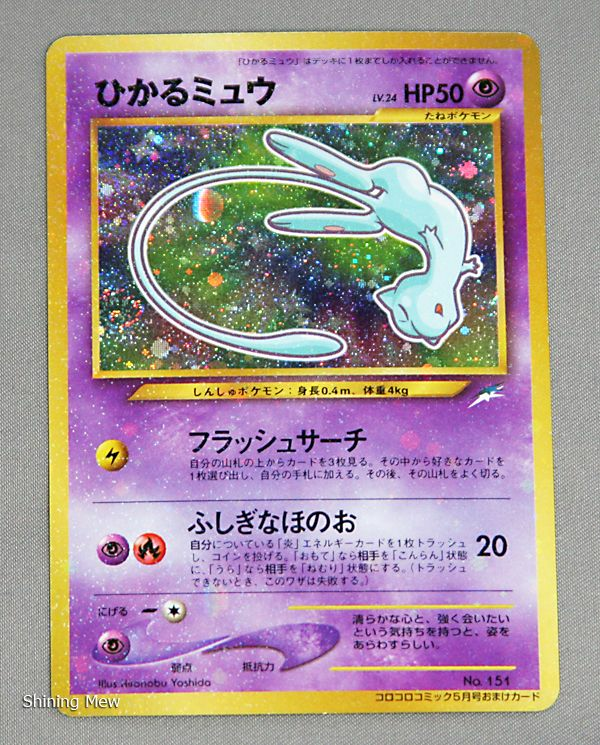 「ひかるミュウ」はデッキに1枚までしか入れることができません。
ひかるミュウ
LV.24 HP50
たねポケモン
しんしゅポケモン：身長0.4m、体重4kg
フラッシュサーチ
自分の山札の上からカードを3枚見る。その中から好きなカードを
1枚選び出し、自分の手札に加える。その後、その山札をよく切る。
ふしぎなほのお
自分についている「炎」エネルギーカードを1枚トラッシュ
し、コインを投げる。「おもて」なら相手を「こんらん」状態
に、「うら」なら相手を「ねむり」状態にする。（トラッシュ
できないとき、このワザは失敗する。）
20
にげる
弱点 抵抗力
Illus. Hironobu Yoshida
清らかな心と、強く会いたい
という気持ちを持つと、姿を
あらわすらしい。
No. 151
コロコロコミック5月号おまけカード
Shining Mew